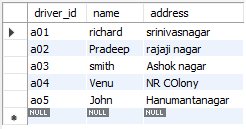 driver_id name address
a01 richard srinivasnagar
a02 Pradeep rajaji nagar
a03 smith Ashok nagar
a04 Venu NR COlony
ao5 John Hanumantanagar
NULL NULL NULL